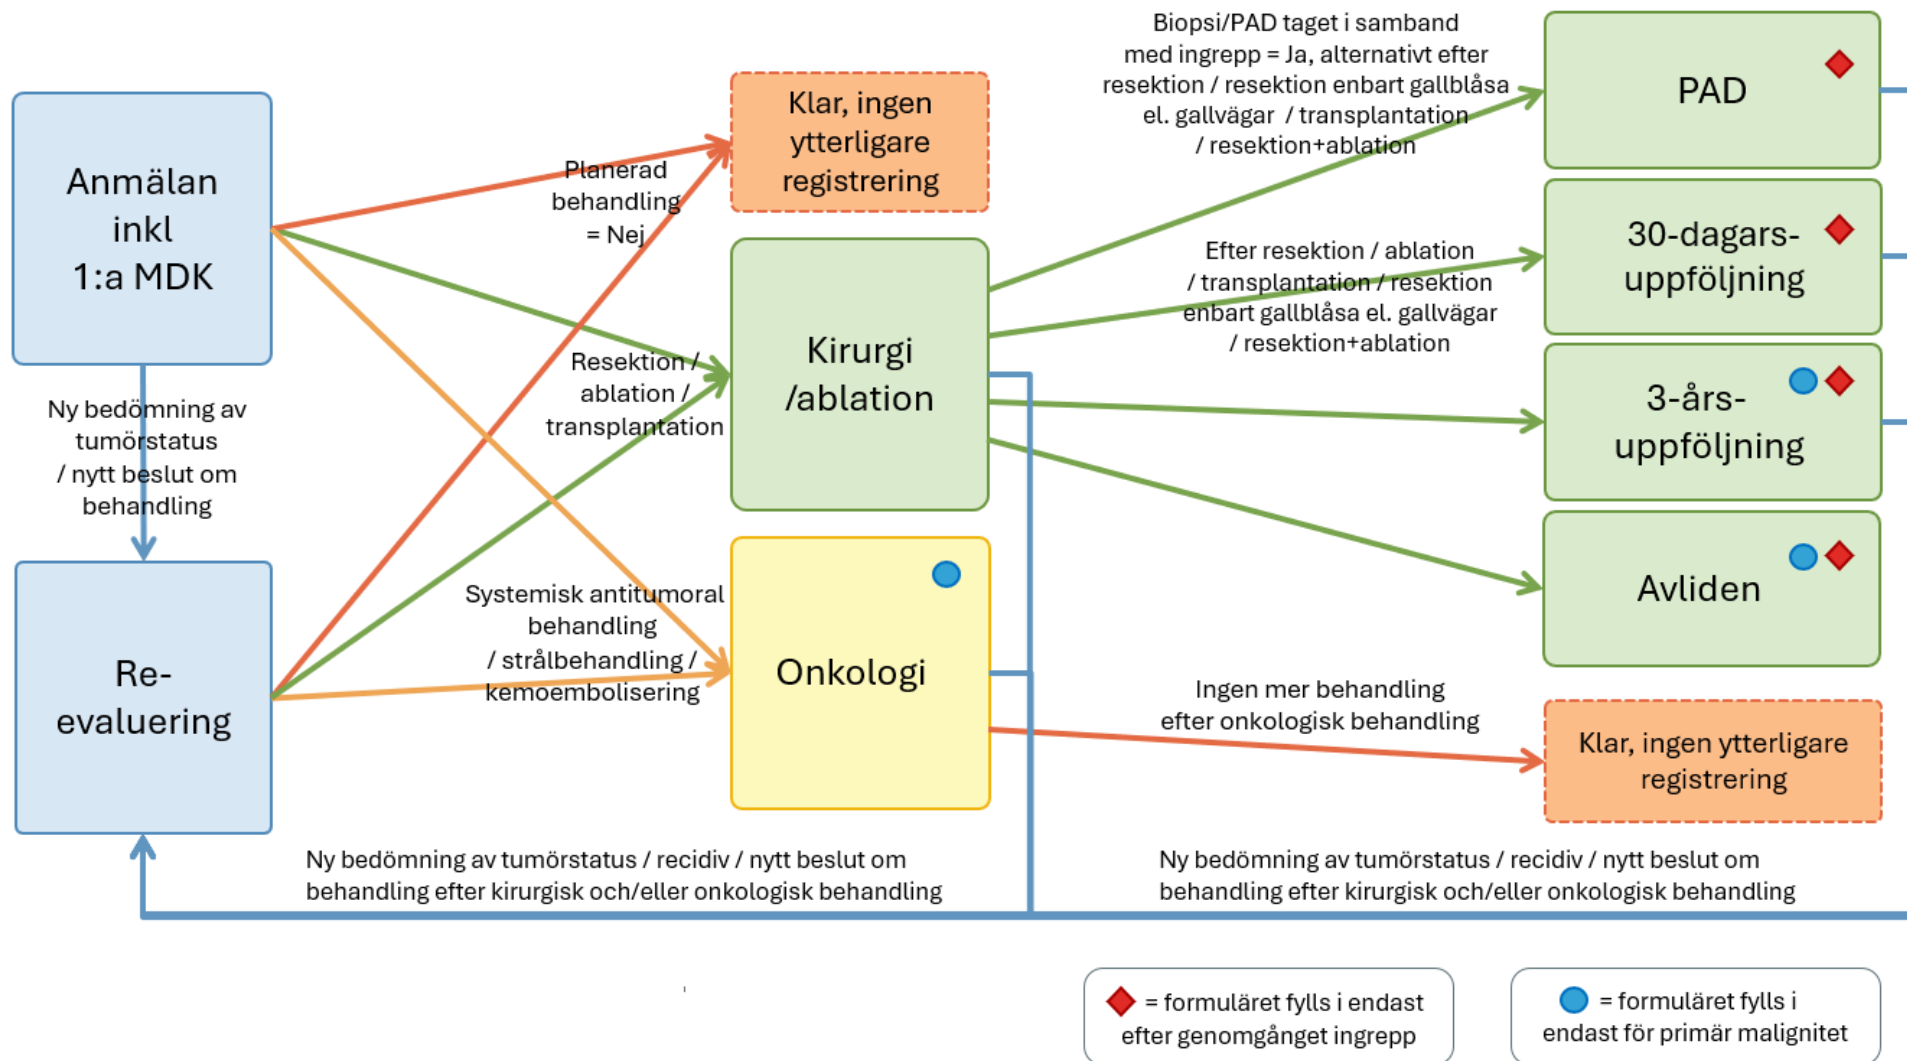 Anmälan
inkl
1:a MDK
Ny bedömning av
tumörstatus
/ nytt beslut om
behandling
Re-
evaluering
Planerad
behandling
= Nej
Resektion /
ablation /
transplantation
Systemisk antitumoral
behandling
/ strålbehandling /
kemoembolisering
Klar, ingen
ytterligare
registrering
Kirurgi
/ablation
Onkologi
Biopsi/PAD taget i samband
med ingrepp = Ja, alternativt efter
resektion / resektion enbart gallblåsa
el. gallvägar / transplantation
/ resektion+ablation
Efter resektion / ablation
/ transplantation / resektion
enbart gallblåsa el. gallvägar
/ resektion+ablation
Ingen mer behandling
efter onkologisk behandling
PAD
30-dagars-
uppföljning
3-års-
uppföljning
Avliden
Klar, ingen ytterligare
registrering
Ny bedömning av tumörstatus / recidiv / nytt beslut om
behandling efter kirurgisk och/eller onkologisk behandling
Ny bedömning av tumörstatus / recidiv / nytt beslut om
behandling efter kirurgisk och/eller onkologisk behandling
= formuläret fylls i endast
efter genomgånget ingrepp
= formuläret fylls i
endast för primär malignitet